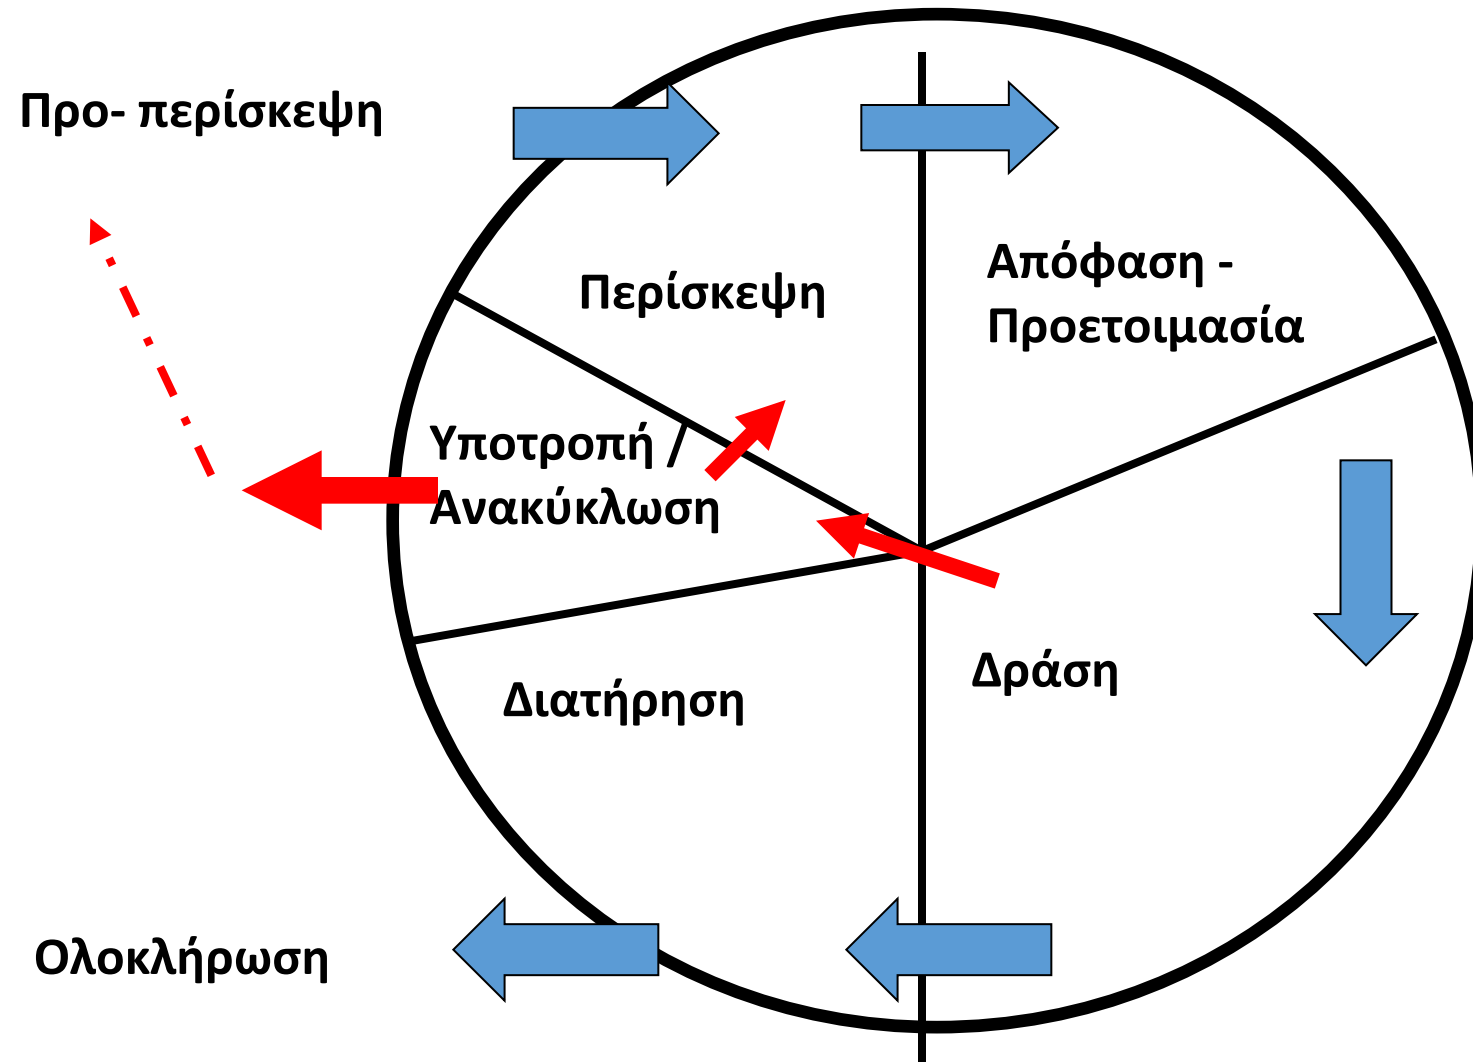 Προ- περίσκεψη
Περίσκεψη
Απόφαση -
Προετοιμασία
Υποτροπή /
Ανακύκλωση
Δράση
Διατήρηση
Ολοκλήρωση